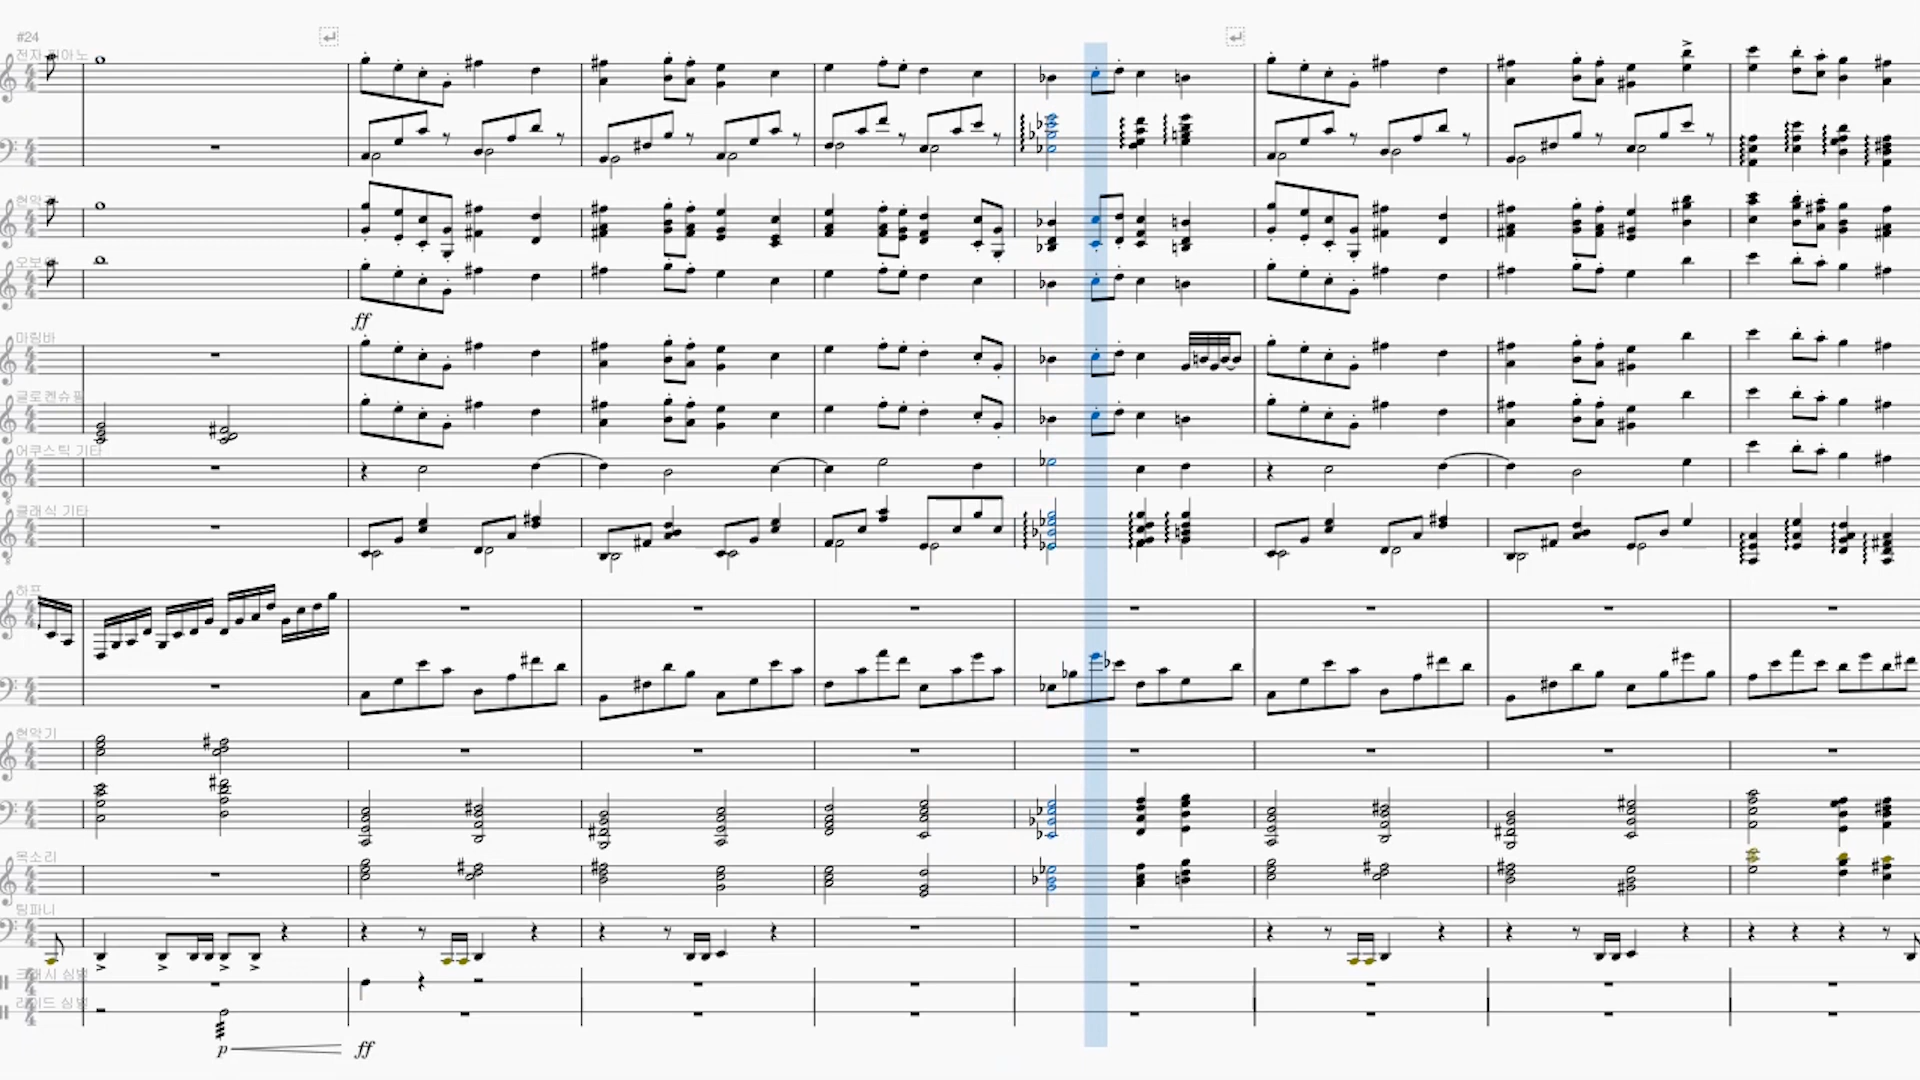 #24
전자 피아노
현악기
오보에
ff
마림바
글로켄슈필
어쿠스틱 기타
클래식 기타
하프
현악기
목소리
팀파니
크래시 심벌
라이드 심벌
p
ff